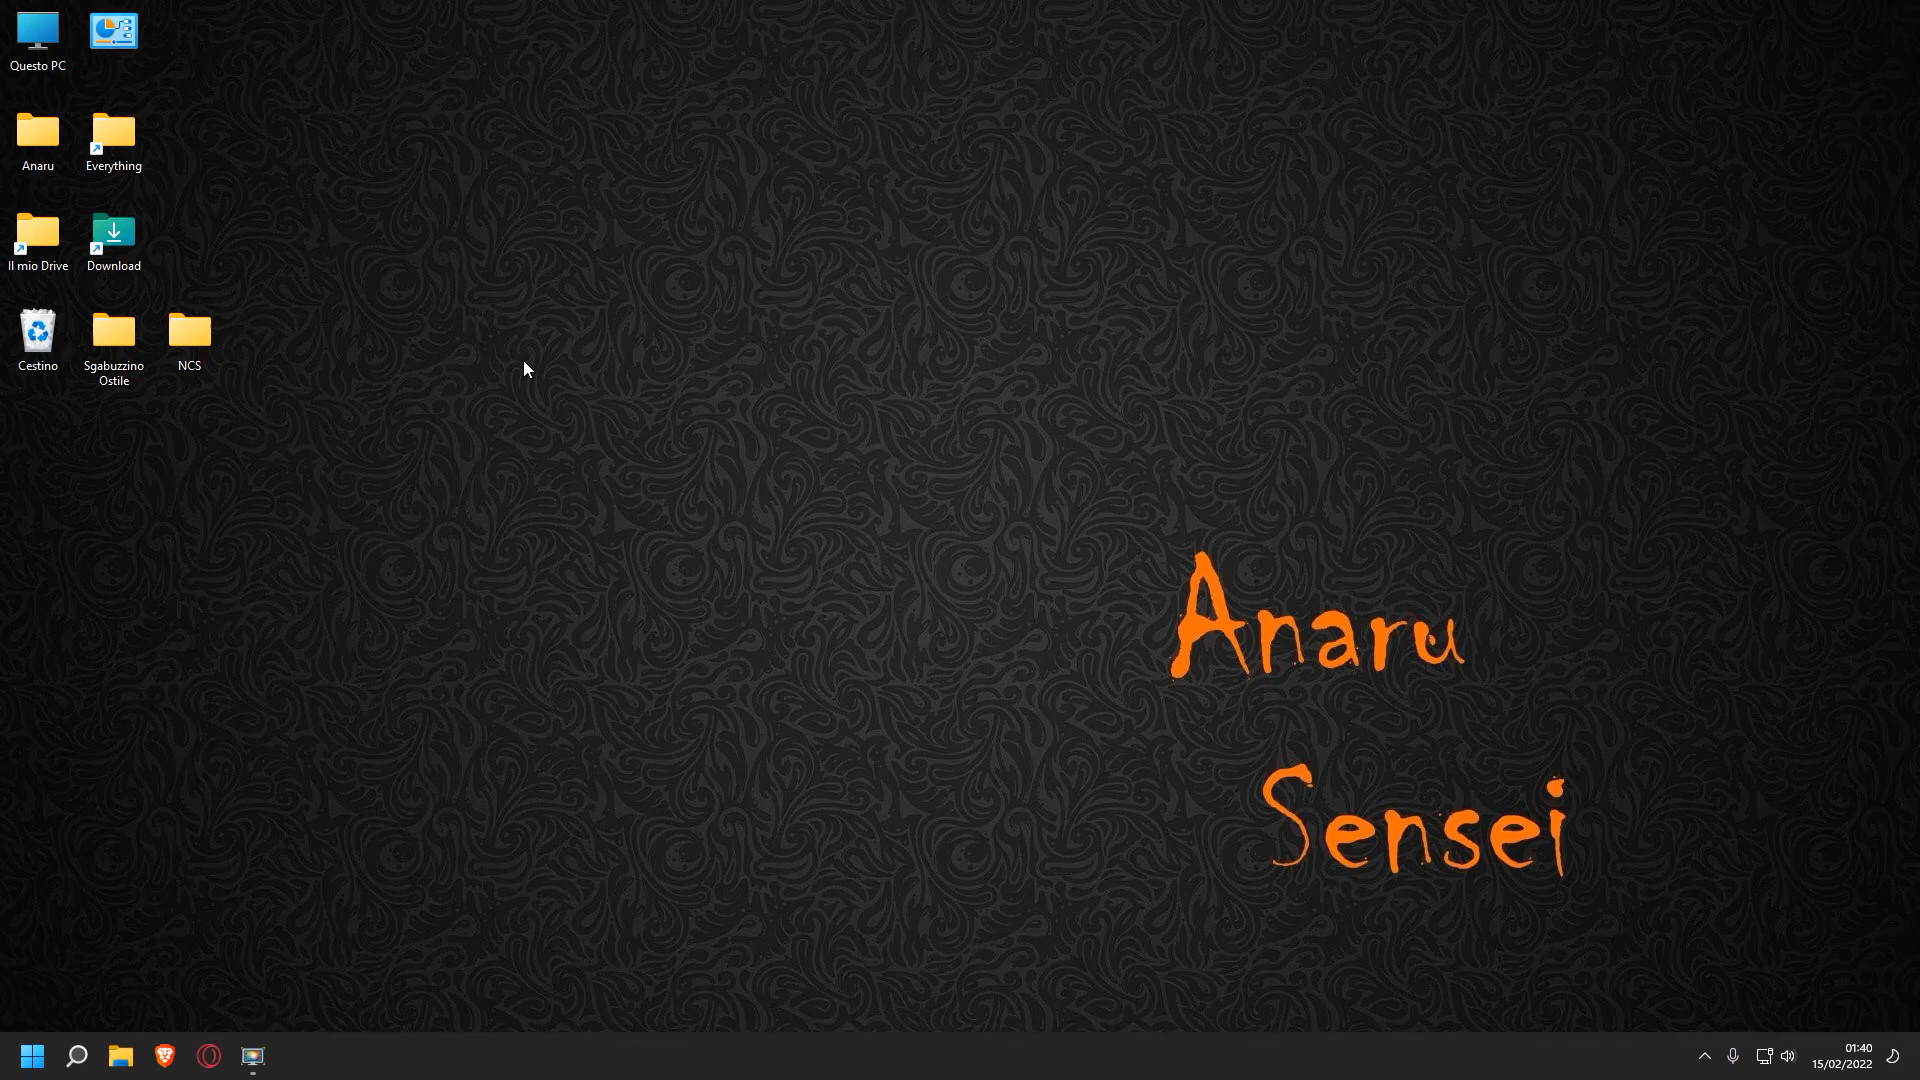 Questo PC
Anaru
Everything
Il mio Drive
Download
Cestino
Sgabuzzino
Ostile
NCS
Anaru
Sensei
01:40
15/02/2022